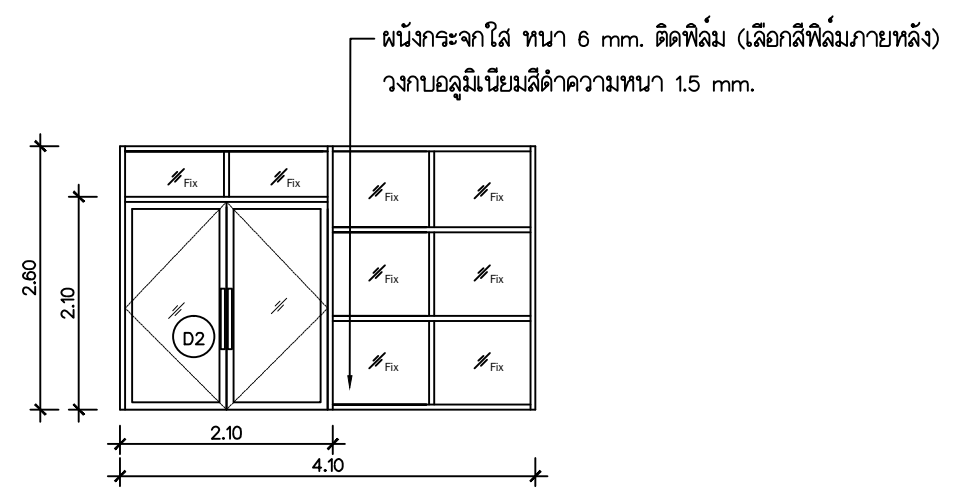 ผนังกระจกใส หนา 6 mm. ติดฟิล์ม (เลือกสีฟิล์มภายหลัง)
วงกบอลูมิเนียมสีดำความหนา 1.5 mm.
Fix Fix Fix Fix
2.60
2.10
Fix Fix
D2
Fix Fix
2.10
4.10